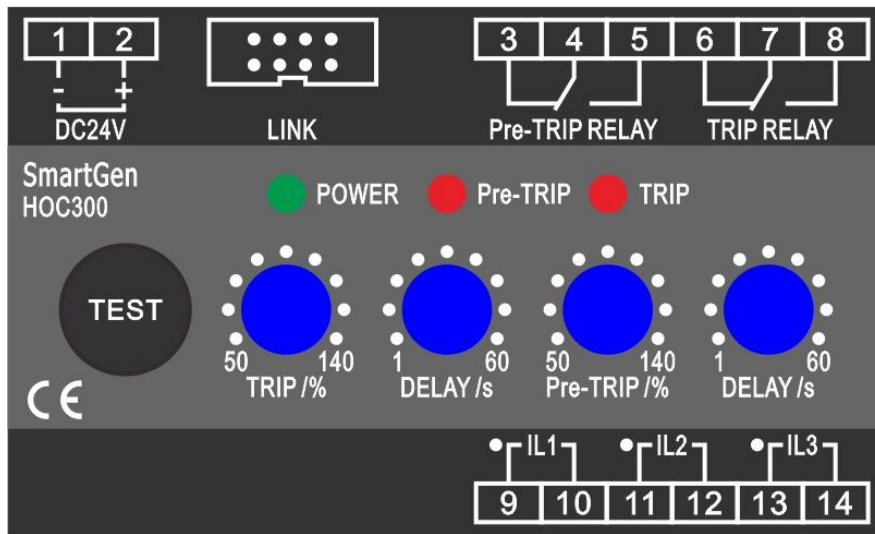 1 2 3 4 5 6 7 8
- +
DC24V LINK Pre-TRIP RELAY TRIP RELAY
SmartGen
HOC300
POWER Pre-TRIP TRIP
TEST
50 140 1 60 50 140 1 60
TRIP /% DELAY /s Pre-TRIP /% DELAY /s
CE
IL1 IL2 IL3
9 10 11 12 13 14